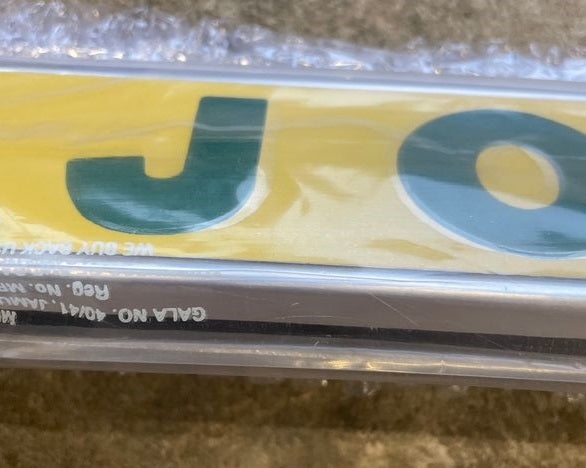 JO
GALA NO. 40/41, JAMU
Reg. No. M
WE BUY BACK